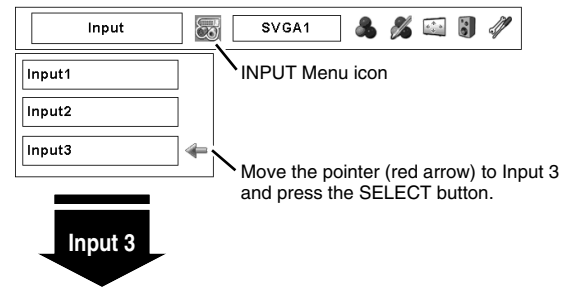 Input SVGA1
INPUT Menu icon
Input1
Input2
Input3
Move the pointer (red arrow) to Input 3
and press the SELECT button.
Input 3